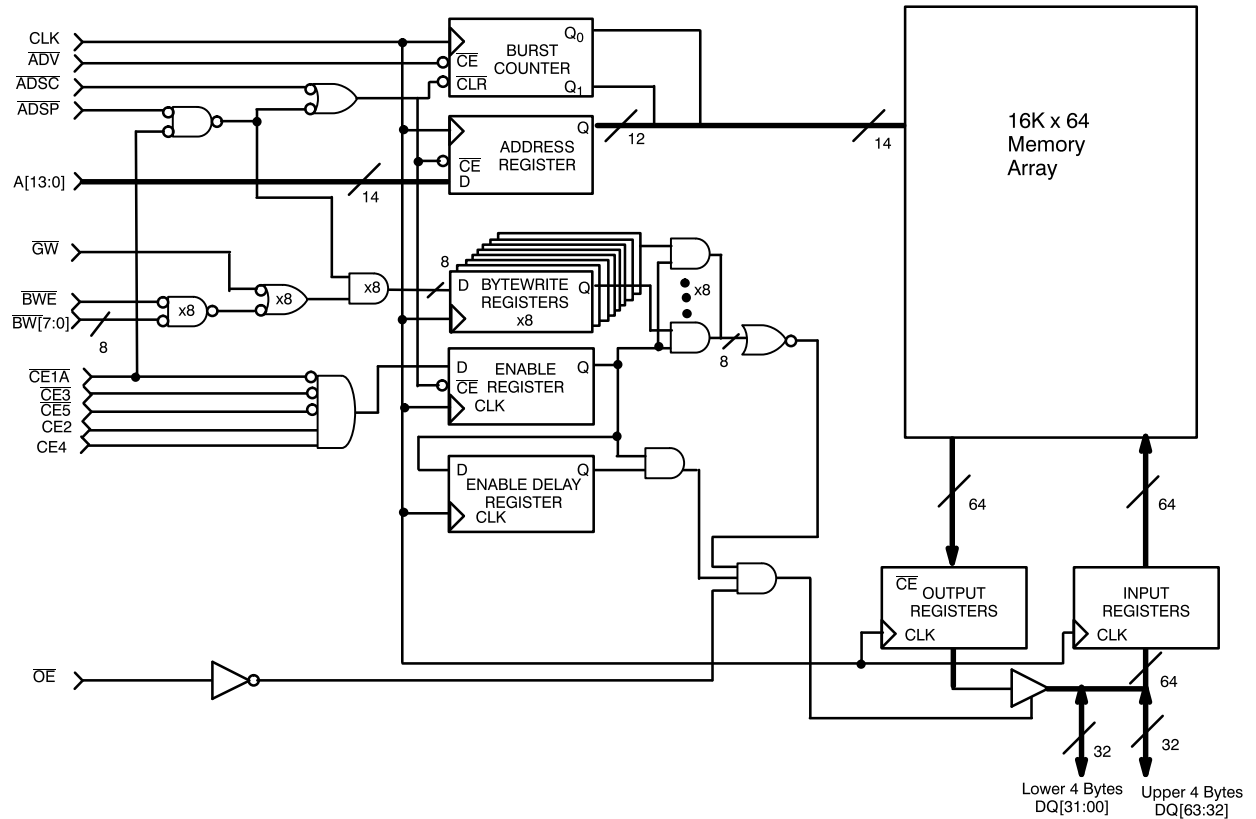 CLK
ADV
ADSC
ADSP
A[13:0]
GW
BWE
BW[7:0]
8
CE1A
CE3
CE5
CE2
CE4
OE
14
x8
x8
x8
8
BURST
COUNTER
CE
CLR
Q0
Q1
ADDRESS
REGISTER
CE
D
Q
12
14
16K x 64
Memory
Array
D
BYTEWRITE
REGISTERS
x8
Q
x8
8
D
ENABLE
REGISTER
CE
CLK
Q
D
ENABLE DELAY
REGISTER
CLK
Q
64
64
CE
OUTPUT
REGISTERS
CLK
INPUT
REGISTERS
CLK
64
32
32
Lower 4 Bytes
DQ[31:00]
Upper 4 Bytes
DQ[63:32]